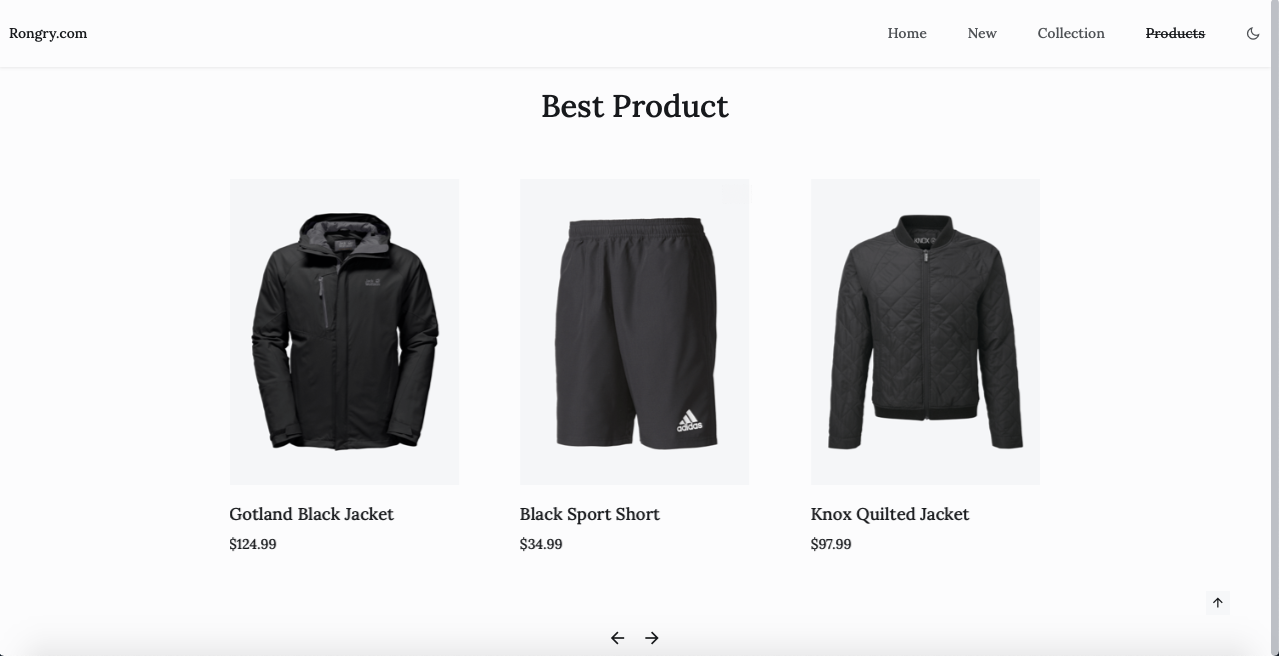 Rongry.com
Home New Collection Products
Best Product
KNOX
adidas
Gotland Black Jacket
Black Sport Short
Knox Quilted Jacket
$124.99
$34.99
$97.99